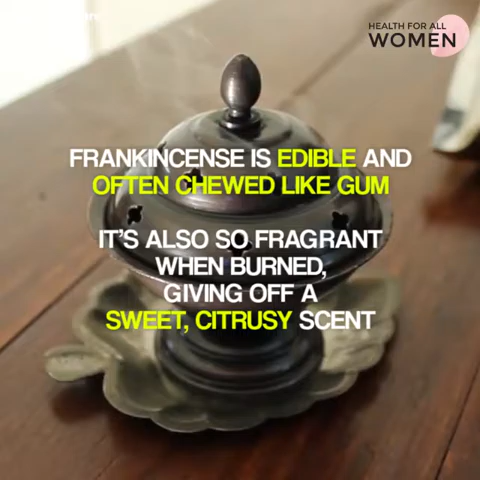 HEALTH FOR ALL
WOMEN
FRANKINCENSE IS EDIBLE AND
OFTEN CHEWED LIKE GUM
IT'S ALSO SO FRAGRANT
WHEN BURNED,
GIVING OFF A
SWEET, CITRUSY SCENT